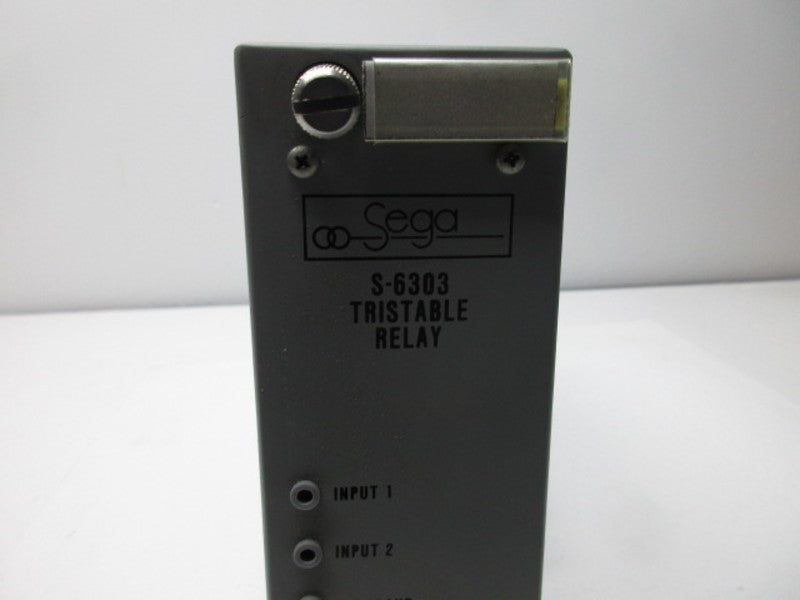 Sega
S-6303
TRISTABLE
RELAY
INPUT 1
INPUT 2